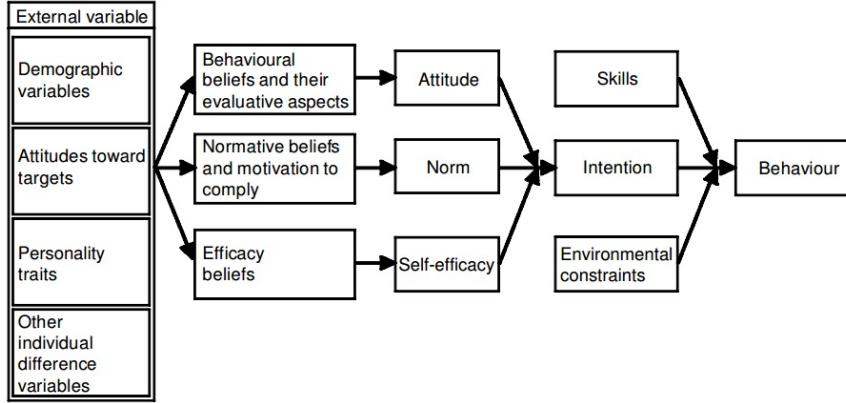 External variable
Demographic
variables
Attitudes toward
targets
Personality
traits
Other
individual
difference
variables
Behavioural
beliefs and their
evaluative aspects
Normative beliefs
and motivation to
comply
Efficacy
beliefs
Attitude
Norm
Self-efficacy
Skills
Intention
Environmental
constraints
Behaviour